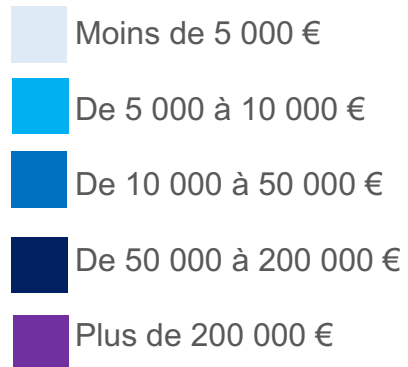 Moins de 5 000 €
De 5 000 à 10 000 €
De 10 000 à 50 000 €
De 50 000 à 200 000 €
Plus de 200 000 €